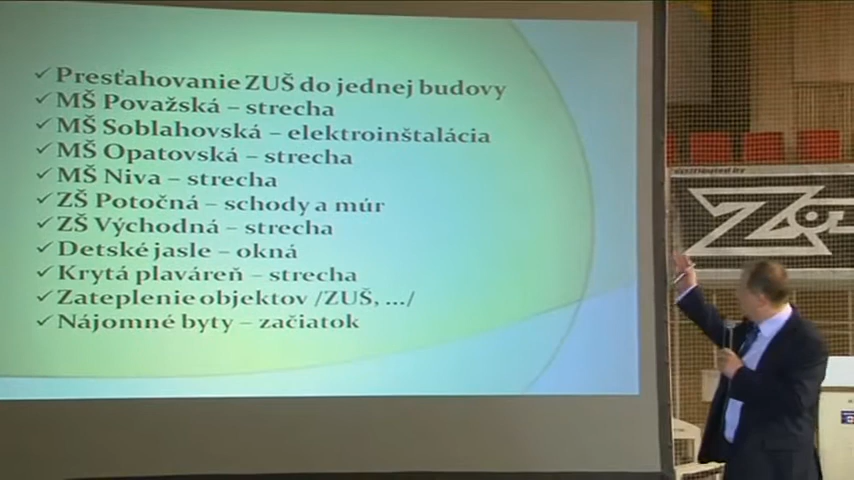 Presťahovanie ZUŠ do jednej budovy
MŠ Považská – strecha
MŠ Soblahovská – elektroinštalácia
MŠ Opatovská – strecha
MŠ Niva – strecha
ZŠ Potočná – schody a múr
ZŠ Východná – strecha
Detské jasle – okná
Krytá plaváreň – strecha
Zateplenie objektov /ZUŠ, .../
Nájomné byty – začiatok